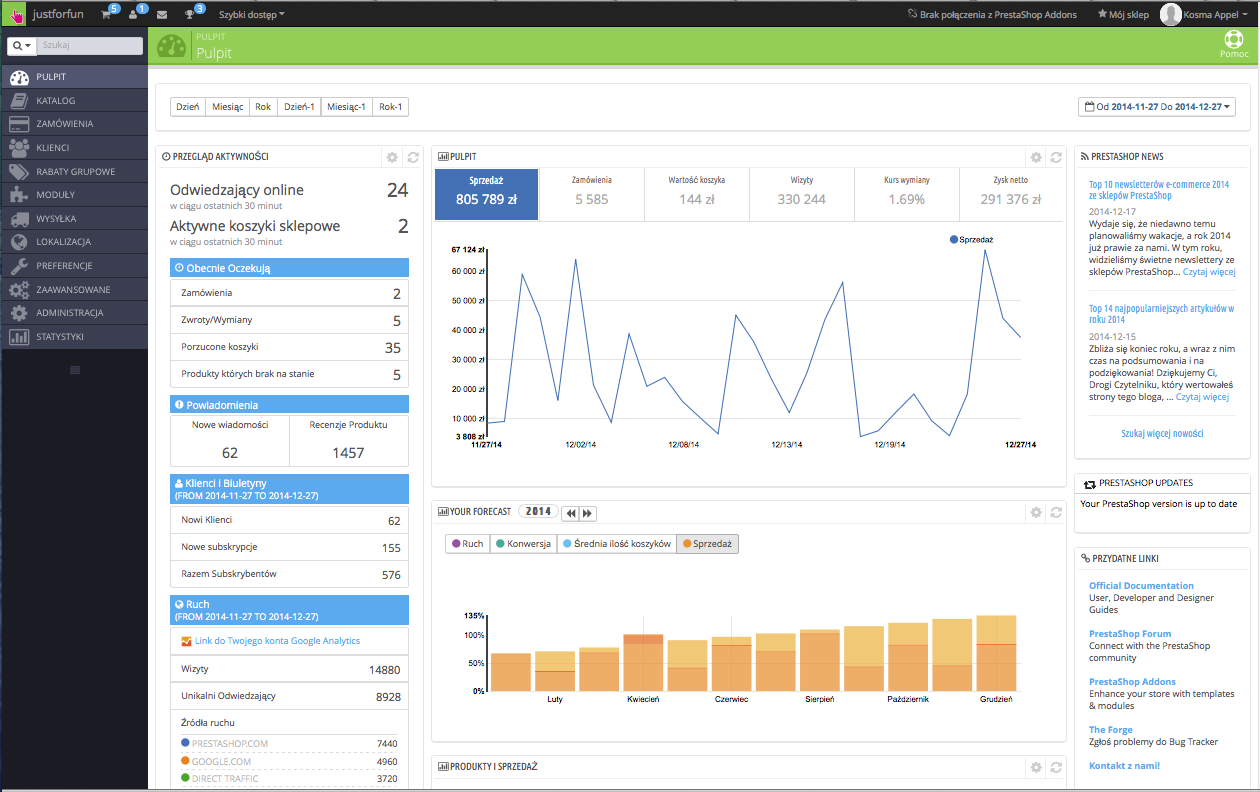 justforfun 5 1 3 Szybki dostęp Brak połączenia z PrestaShop Addons Mój sklep Kosma Appel
Szukaj
PULPIT
Pulpit
Pomoc
PULPIT
KATALOG
ZAMÓWIENIA
KLIENCI
RABATY GRUPOWE
MODUŁY
WYSYŁKA
LOKALIZACJA
PREFERENCJE
ZAAWANSOWANE
ADMINISTRACJA
STATYSTYKI
Dzień Miesiąc Rok Dzień-1 Miesiąc-1 Rok-1
Od 2014-11-27 Do 2014-12-27
PRZEGLĄD AKTYWNOŚCI
Odwiedzający online 24
w ciągu ostatnich 30 minut
Aktywne koszyki sklepowe 2
w ciągu ostatnich 30 minut
Obecnie Oczekują
Zamówienia 2
Zwroty/Wymiany 5
Porzucone koszyki 35
Produkty których brak na stanie 5
Powiadomienia
Nowe wiadomości Recenzje Produktu
62 1457
Klienci i Biuletyny
(FROM 2014-11-27 TO 2014-12-27)
Nowi Klienci 62
Nowe subskrypcje 155
Razem Subskrybentów 576
Ruch
(FROM 2014-11-27 TO 2014-12-27)
Link do Twojego konta Google Analytics
Wizyty 14880
Unikalni Odwiedzający 8928
Źródła ruchu
PRESTASHOP.COM 7440
GOOGLE.COM 4960
DIRECT TRAFFIC 3720
PULPIT
Sprzedaż Zamówienia Wartość koszyka Wizyty Kurs wymiany Zysk netto
805 789 zł 5 585 144 zł 330 244 1.69% 291 376 zł
Sprzedaż
67 124 zł
60 000 zł
50 000 zł
40 000 zł
30 000 zł
20 000 zł
10 000 zł
3 808 zł
11/27/14 12/02/14 12/08/14 12/13/14 12/19/14 12/27/14
YOUR FORECAST 2014
Ruch Konwersja Średnia ilość koszyków Sprzedaż
135%
100%
50%
0%
Luty Kwiecień Czerwiec Sierpień Październik Grudzień
PRODUKTY I SPRZEDAŻ
PRESTASHOP NEWS
Top 10 newsletterów e-commerce 2014
ze sklepów PrestaShop
2014-12-17
Wydaje się, że niedawno temu
planowaliśmy wakacje, a rok 2014
już prawie za nami. W tym roku,
widzieliśmy świetne newslettery ze
sklepów PrestaShop... Czytaj więcej
Top 14 najpopularniejszych artykułów w
roku 2014
2014-12-15
Zbliża się koniec roku, a wraz z nim
czas na podsumowania i na
podziękowania! Dziękujemy Ci,
Drogi Czytelniku, który wertowałeś
strony tego bloga, ... Czytaj więcej
Szukaj więcej nowości
PRESTASHOP UPDATES
Your PrestaShop version is up to date
PRZYDATNE LINKI
Official Documentation
User, Developer and Designer
Guides
PrestaShop Forum
Connect with the PrestaShop
community
PrestaShop Addons
Enhance your store with templates
& modules
The Forge
Zgłoś problemy do Bug Tracker
Kontakt z nami!